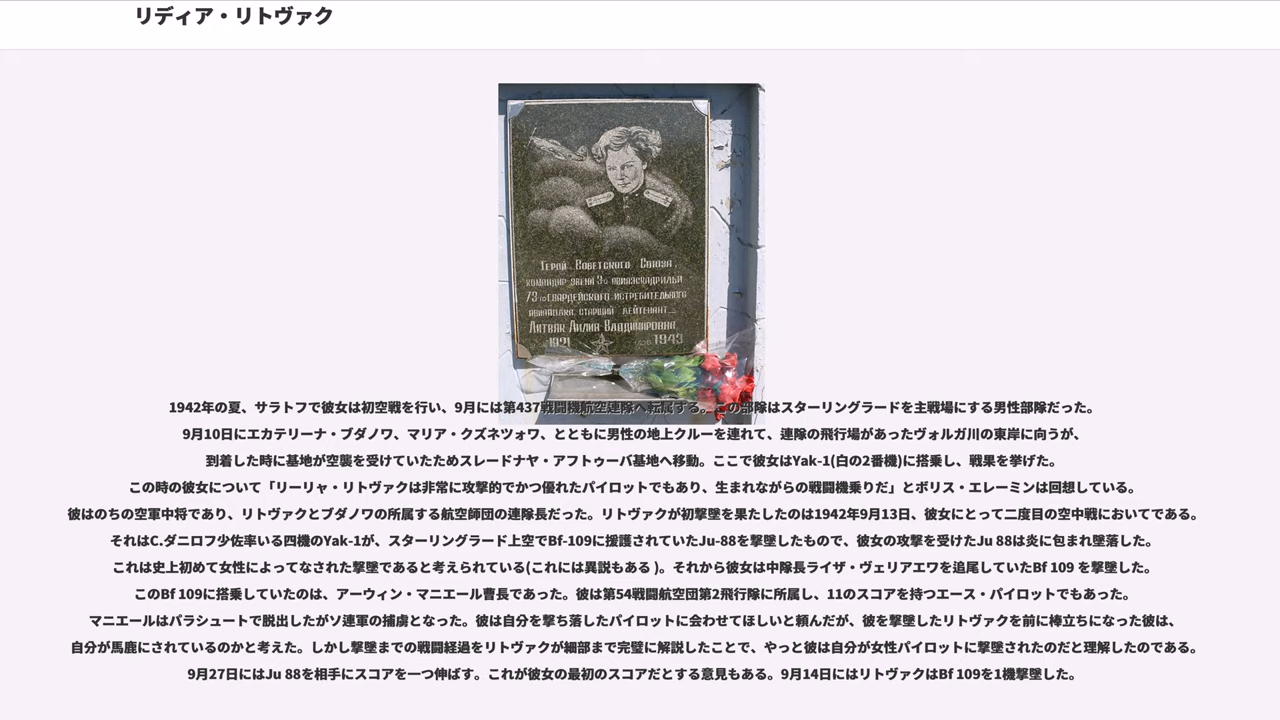 リディア・リトヴァク
Герой Советского Союза,
командир звена 3й авиаэскадрильи
73 го гвардейского истребительного
авиаполка, старший лейтенант
Литвяк Лилия Владимировна
1921 1943
1942年の夏、サラトフで彼女は初空戦を行い、9月には第437戦闘機航空連隊へ転属する。この部隊はスターリングラードを主戦場にする男性部隊だった。
9月10日にエカテリーナ・ブダノワ、マリア・クズネツォワ、とともに男性の地上クルーを連れて、連隊の飛行場があったヴォルガ川の東岸に向うが、
到着した時に基地が空襲を受けていたためスレードナヤ・アフトゥーバ基地へ移動。ここで彼女はYak-1(白の2番機)に搭乗し、戦果を挙げた。
この時の彼女について「リーリャ・リトヴァクは非常に攻撃的でかつ優れたパイロットでもあり、生まれながらの戦闘機乗りだ」とボリス・エレーミンは回想している。
彼はのちの空軍中将であり、リトヴァクとブダノワの所属する航空師団の連隊長だった。リトヴァクが初撃墜を果たしたのは1942年9月13日、彼女にとって二度目の空中戦においてである。
それはC.ダニロフ少佐率いる四機のYak-1が、スターリングラード上空でBf-109に援護されていたJu-88を撃墜したもので、彼女の攻撃を受けたJu 88は炎に包まれ墜落した。
これは史上初めて女性によってなされた撃墜であると考えられている(これには異説もある )。それから彼女は中隊長ライザ・ヴェリアエワを追尾していたBf 109 を撃墜した。
このBf 109に搭乗していたのは、アーウィン・マニエール曹長であった。彼は第54戦闘航空団第2飛行隊に所属し、11のスコアを持つエース・パイロットでもあった。
マニエールはパラシュートで脱出したがソ連軍の捕虜となった。彼は自分を撃ち落したパイロットに会わせてほしいと頼んだが、彼を撃墜したリトヴァクを前に棒立ちになった彼は、
自分が馬鹿にされているのかと考えた。しかし撃墜までの戦闘経過をリトヴァクが細部まで完璧に解説したことで、やっと彼は自分が女性パイロットに撃墜されたのだと理解したのである。
9月27日にはJu 88を相手にスコアを一つ伸ばす。これが彼女の最初のスコアだとする意見もある。9月14日にはリトヴァクはBf 109を1機撃墜した。